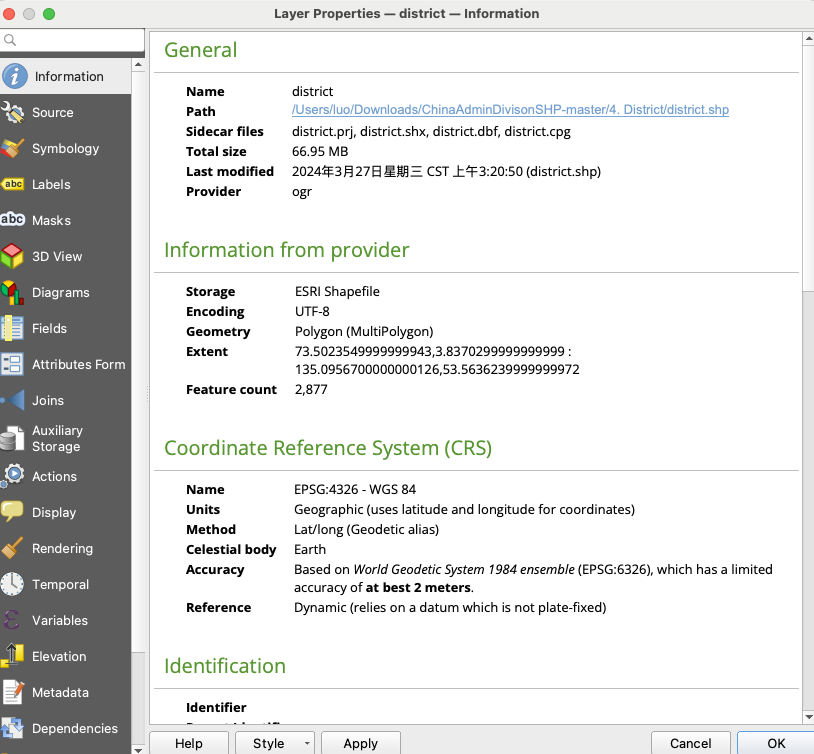 Layer Properties — district — Information
Information
Source
Symbology
abc Labels
abc Masks
3D View
Diagrams
Fields
Attributes Form
Joins
Auxiliary
Storage
Actions
Display
Rendering
Temporal
Variables
Elevation
Metadata
Dependencies
General
Name district
Path /Users/luo/Downloads/ChinaAdminDivisonSHP-master/4. District/district.shp
Sidecar files district.prj, district.shx, district.dbf, district.cpg
Total size 66.95 MB
Last modified 2024年3月27日星期三 CST 上午3:20:50 (district.shp)
Provider ogr
Information from provider
Storage ESRI Shapefile
Encoding UTF-8
Geometry Polygon (MultiPolygon)
Extent 73.5023549999999943,3.8370299999999999 :
135.0956700000000126,53.5636239999999972
Feature count 2,877
Coordinate Reference System (CRS)
Name EPSG:4326 - WGS 84
Units Geographic (uses latitude and longitude for coordinates)
Method Lat/long (Geodetic alias)
Celestial body Earth
Accuracy Based on World Geodetic System 1984 ensemble (EPSG:6326), which has a limited
accuracy of at best 2 meters.
Reference Dynamic (relies on a datum which is not plate-fixed)
Identification
Identifier
Help Style Apply Cancel OK